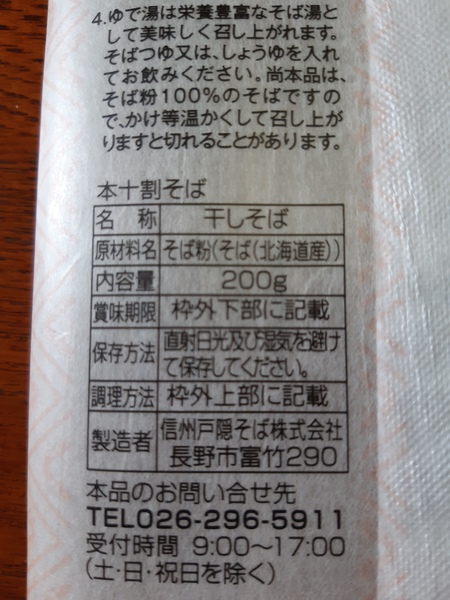 4.ゆで湯は栄養豊富なそば湯と
して美味しく召し上がれます。
そばつゆ又は、しょうゆを入れ
てお飲みください。尚本品は、
そば粉100%のそばですの
で、かけ等温かくして召し上が
りますと切れることがあります。
本十割そば
名 称 干しそば
原材料名 そば粉(そば(北海道産))
内容量 200g
賞味期限 枠外下部に記載
保存方法 直射日光及び湿気を避け
て保存してください。
調理方法 枠外上部に記載
製造者 信州戸隠そば株式会社
長野市富竹290
本品のお問い合せ先
TEL026-296-5911
受付時間 9:00~17:00
(土・日・祝日を除く)